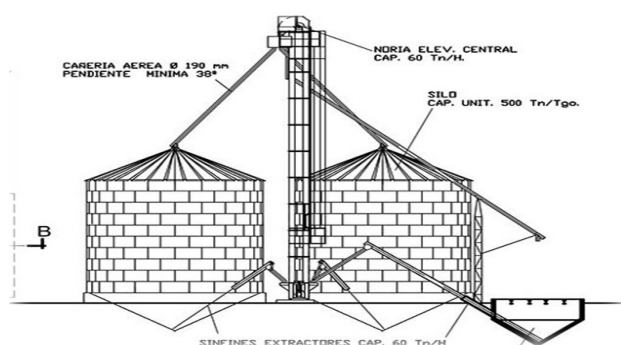 CAÑERIA AEREA Ø 190 mm
PENDIENTE MINIMA 38°
NORIA ELEV. CENTRAL
CAP. 60 Tn/H.
SILO
CAP. UNIT. 500 Tn/Tgo.
B
SINFINES EXTRACTORES CAP. 60 Tn/H